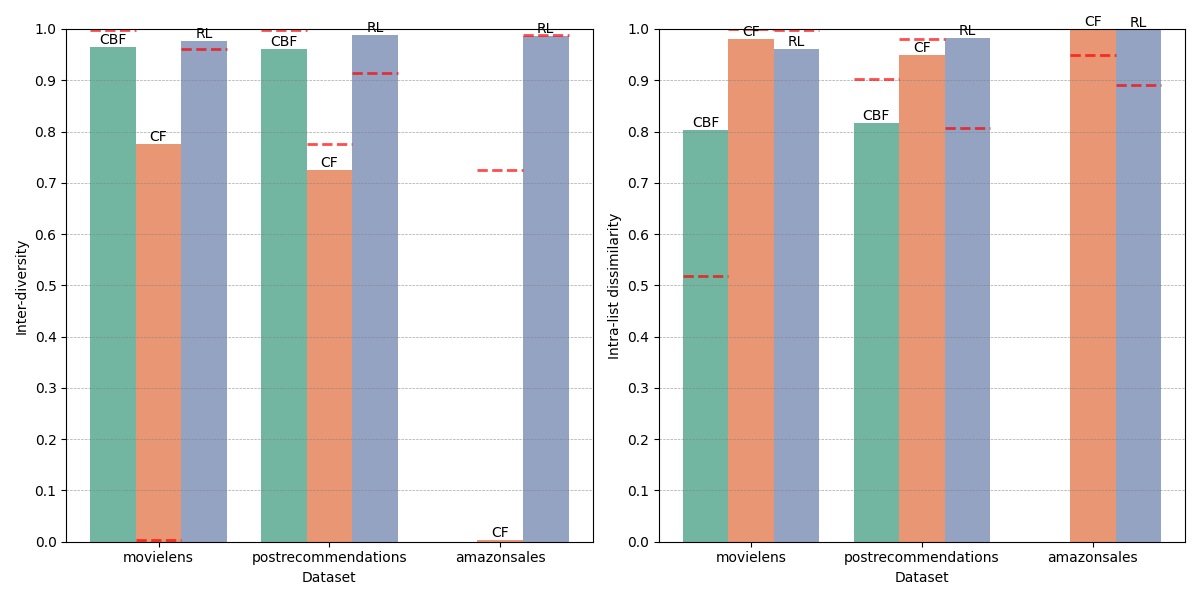 Inter-diversity
1.0
0.9
0.8
0.7
0.6
0.5
0.4
0.3
0.2
0.1
0.0
CBF
CF
RL
CBF
CF
RL
CF
RL
movielens
postrecommendations
amazonsales
Dataset
Intra-list dissimilarity
1.0
0.9
0.8
0.7
0.6
0.5
0.4
0.3
0.2
0.1
0.0
CBF
CF
RL
CBF
CF
RL
CF
RL
movielens
postrecommendations
amazonsales
Dataset